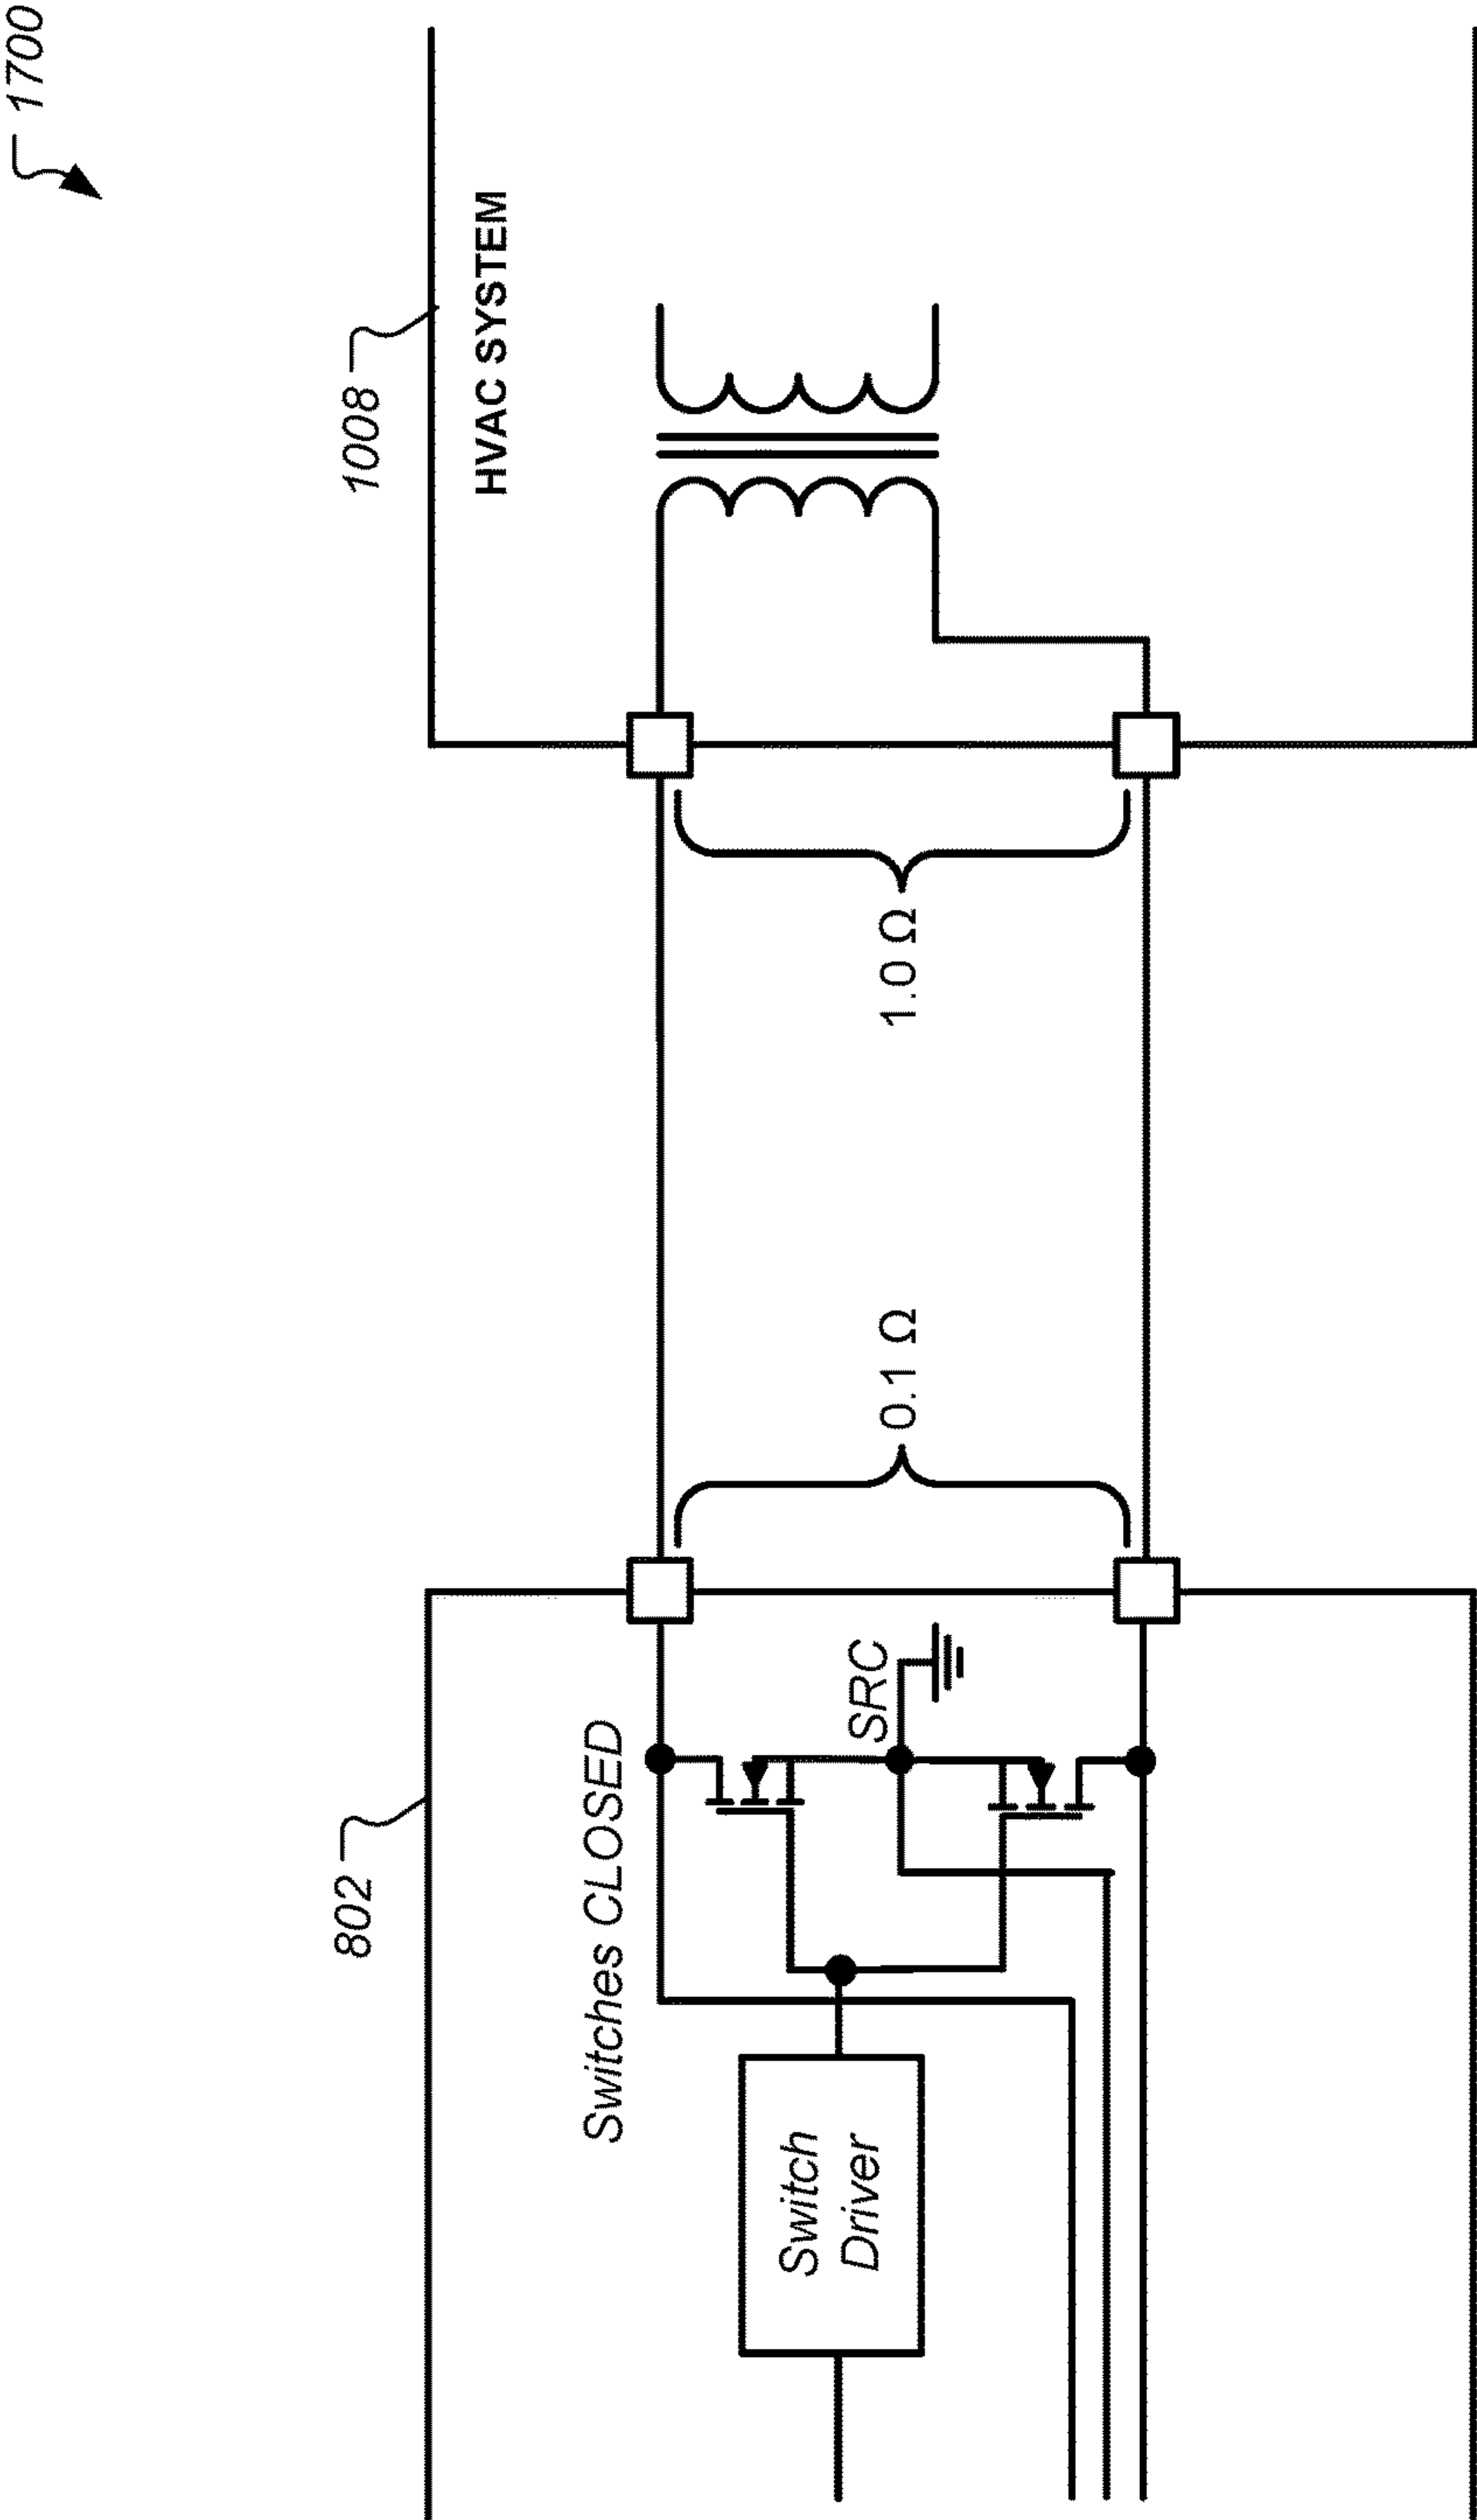 1700
1008
HVAC SYSTEM
1.0 Ω
0.1 Ω
802
Switches CLOSED
SRC
Switch
Driver